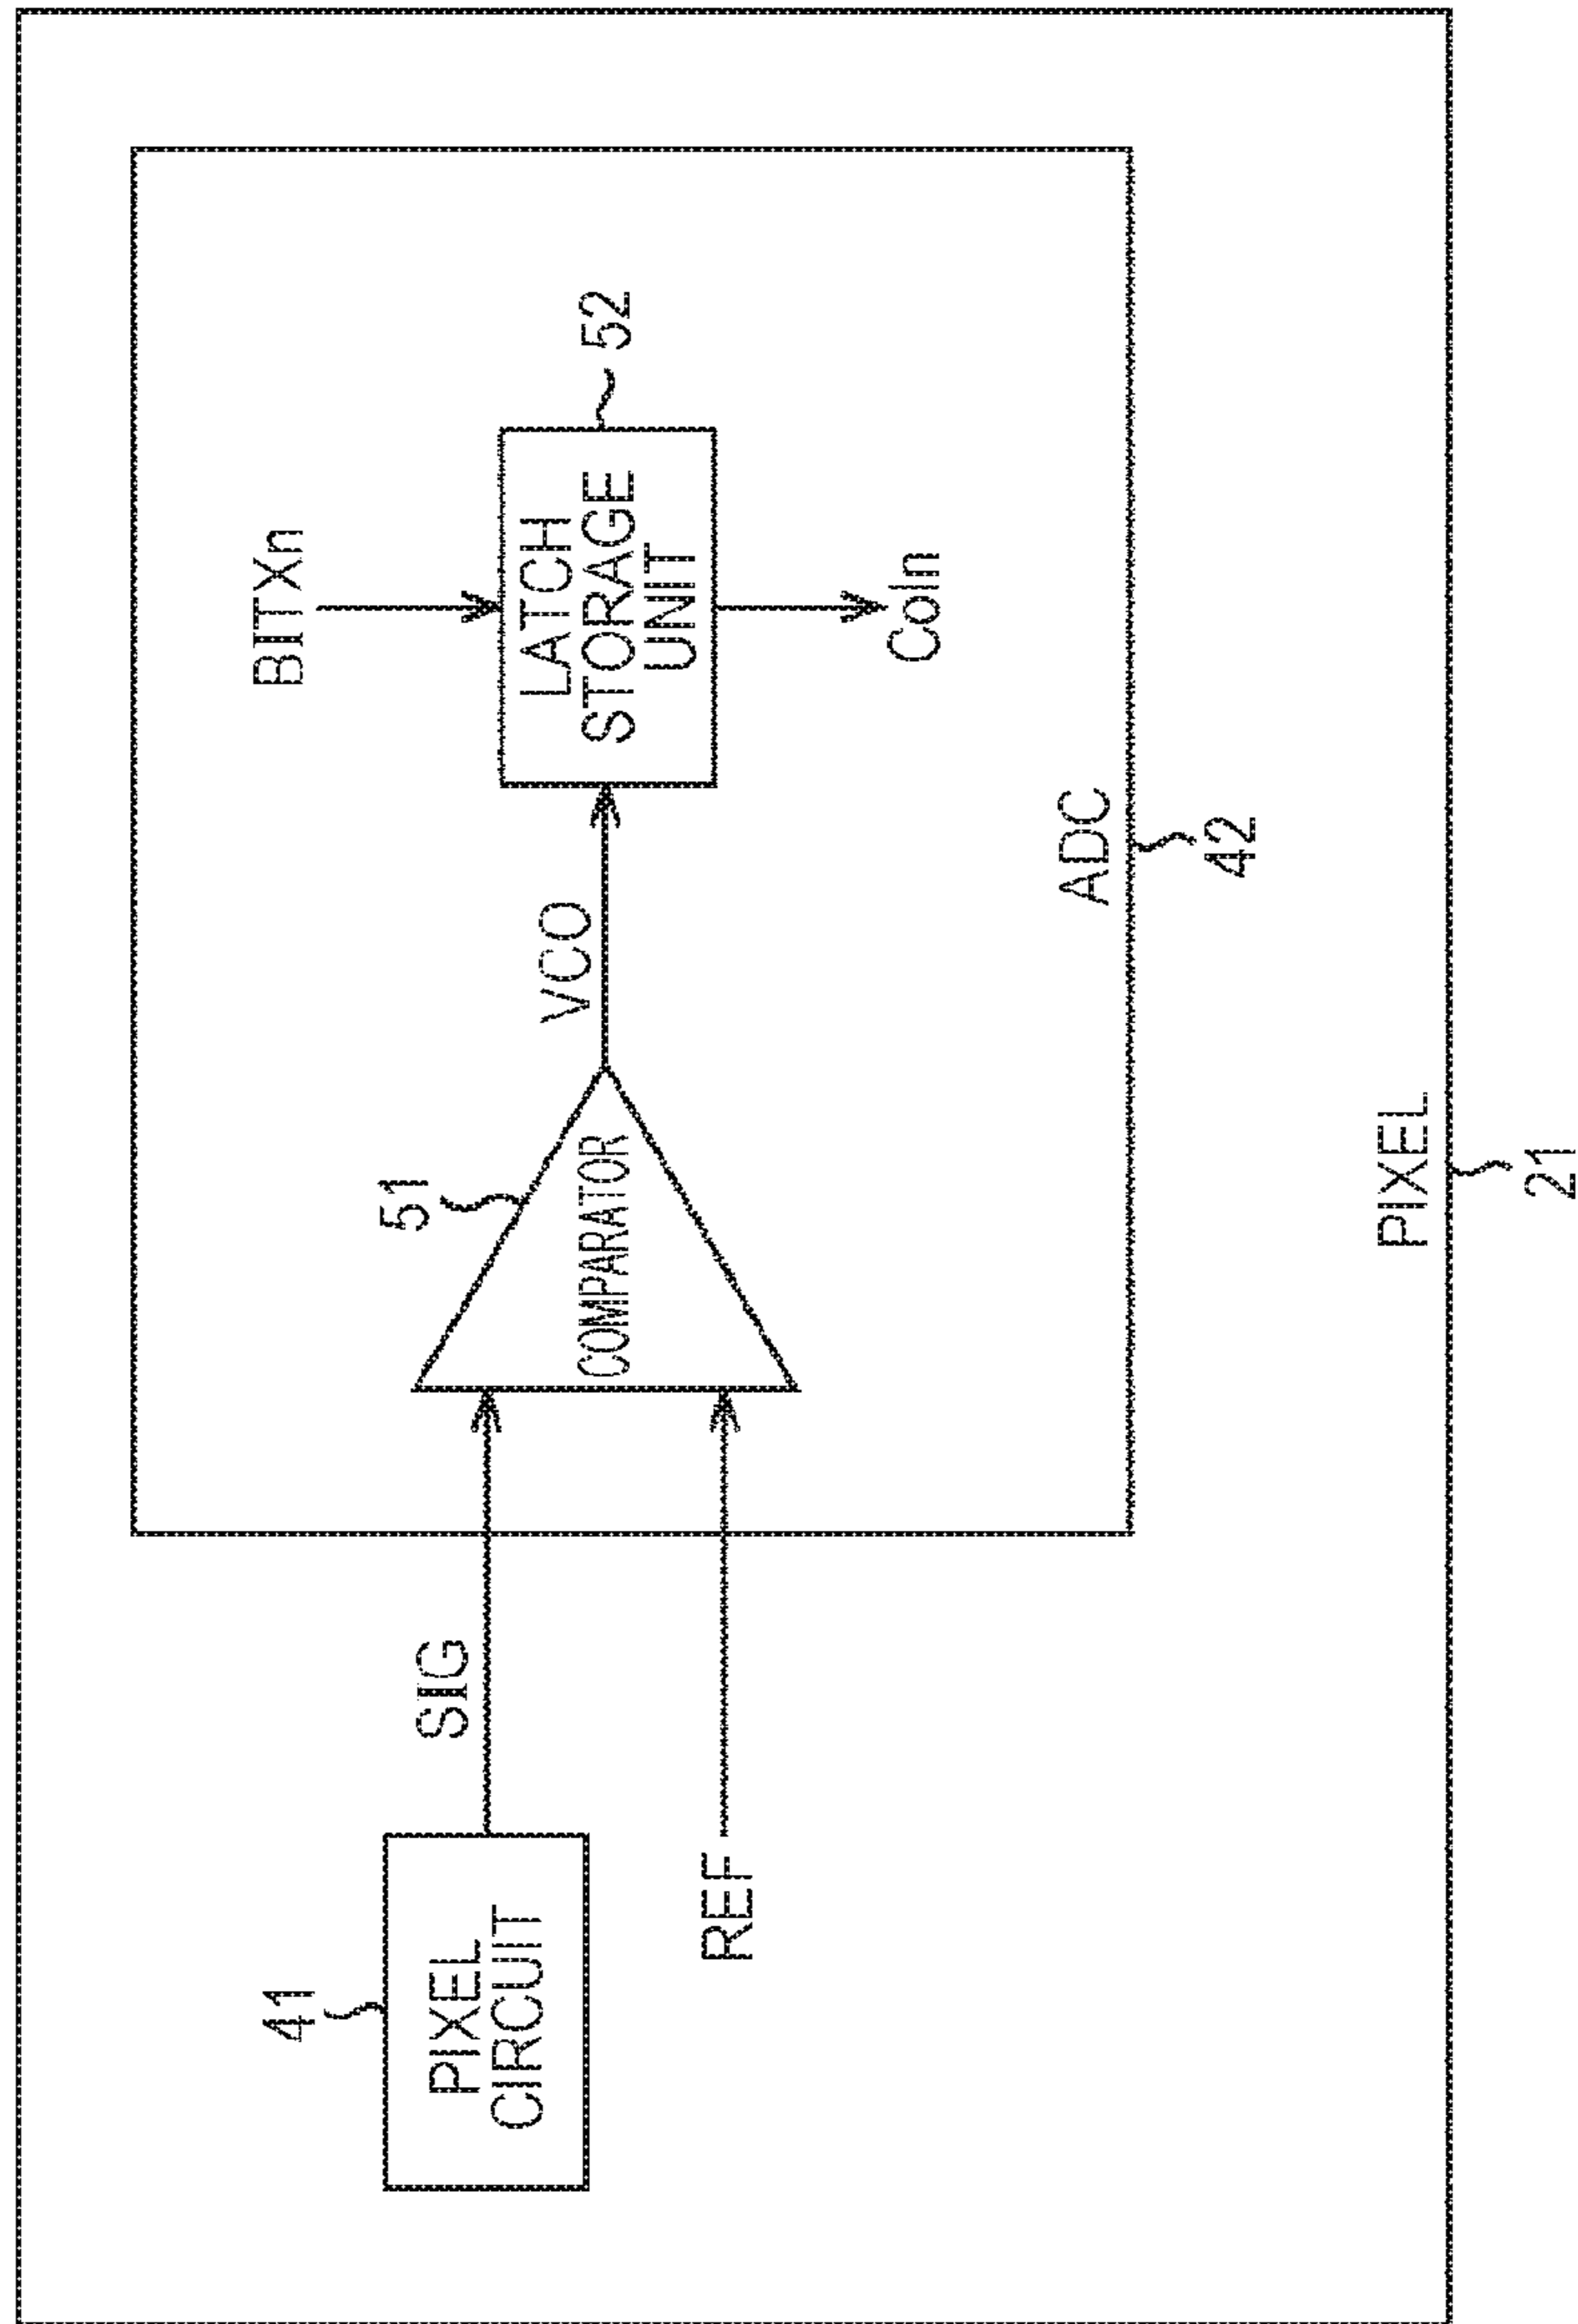 41
PIXEL
CIRCUIT
SIG
REF
51
COMPARATOR
VCO
BITXn
LATCH
STORAGE
UNIT
52
Coln
ADC
42
PIXEL
21